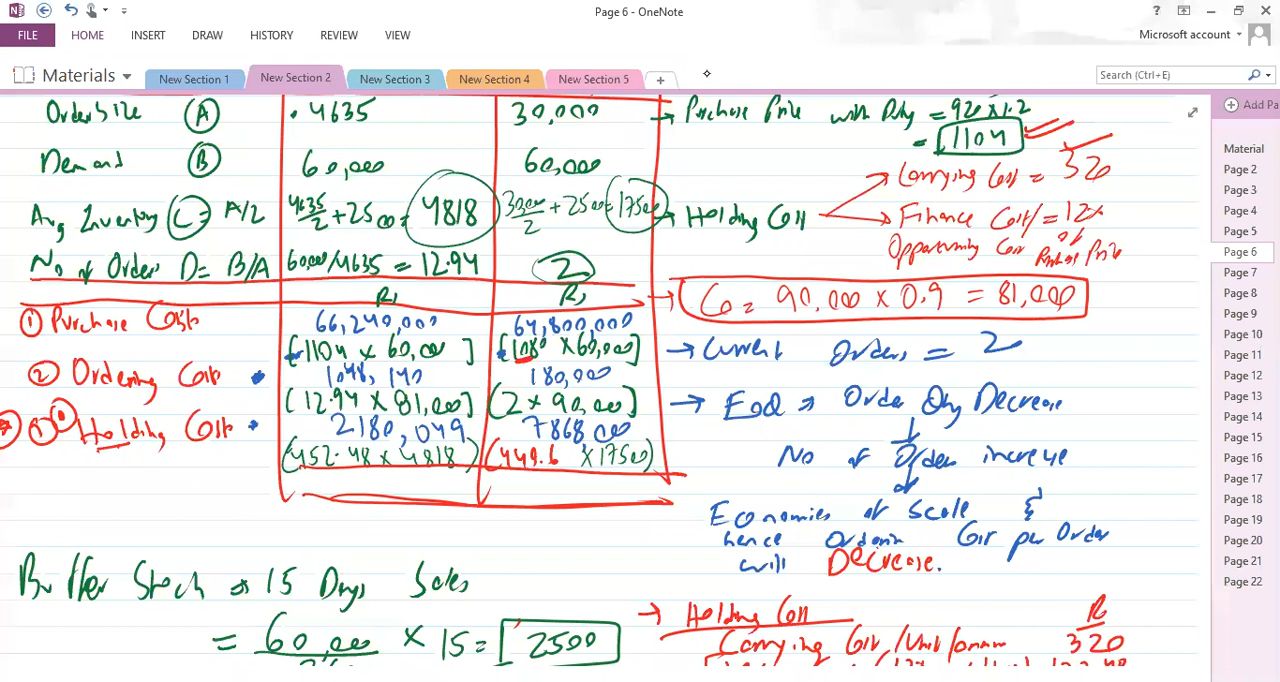 Page 6 - OneNote
FILE HOME INSERT DRAW HISTORY REVIEW VIEW
Microsoft account
Materials
New Section 1 New Section 2 New Section 3 New Section 4 New Section 5 +
Search (Ctrl+E)
Add Pa
Material
Page 2
Page 3
Page 4
Page 5
Page 6
Page 7
Page 8
Page 9
Page 10
Page 11
Page 12
Page 13
Page 14
Page 15
Page 16
Page 17
Page 18
Page 19
Page 20
Page 21
Page 22
Order Size (A) 4635 30,000
Demand (B) 60,000 60,000
Avg Inventory (C) = A/2 4635/2 + 2500 = 4818 30000/2 + 2500 = 17500
No of Orders D = B/A 60,000/4635 = 12.94 2
Rs Rs
① Purchase Cost 66,240,000 64,800,000
[1104 × 60,000] [1080 × 60,000]
② Ordering Cost 1048,140 180,000
[12.94 × 81,000] (2 × 90,000]
③ Holding Cost 2180,049 7868000
(452.48 × 4818) (449.6 × 17500)
→ Purchase Price with Duty = 920 × 1.2
= 1104
→ Holding Cost
Carrying Cost = 320
Finance Cost/ = 12%
Opportunity Cost of Purchase Price
→ Co = 90,000 × 0.9 = 81,000
→ Current Orders = 2
→ EOQ ⇒ Order Qty Decrease
↓
No of Orders increase
↓
Economies of Scale &
hence Ordering Cost per Order
will Decrease.
Buffer Stock ⇒ 15 Days Sales
= 60,000 × 15 = 2500
→ Holding Cost Rs
Carrying Cost/Unit/annum 320